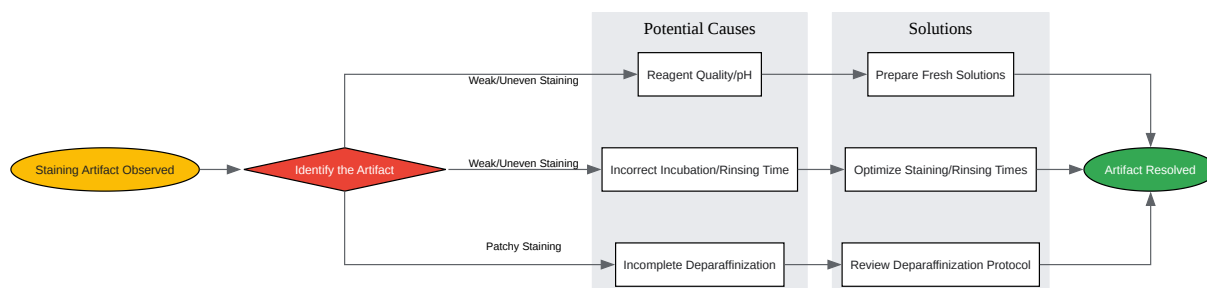 Potential Causes
Solutions
Weak/Uneven Staining
Reagent Quality/pH
Prepare Fresh Solutions
Staining Artifact Observed
Identify the Artifact
Weak/Uneven Staining
Incorrect Incubation/Rinsing Time
Optimize Staining/Rinsing Times
Artifact Resolved
Patchy Staining
Incomplete Deparaffinization
Review Deparaffinization Protocol